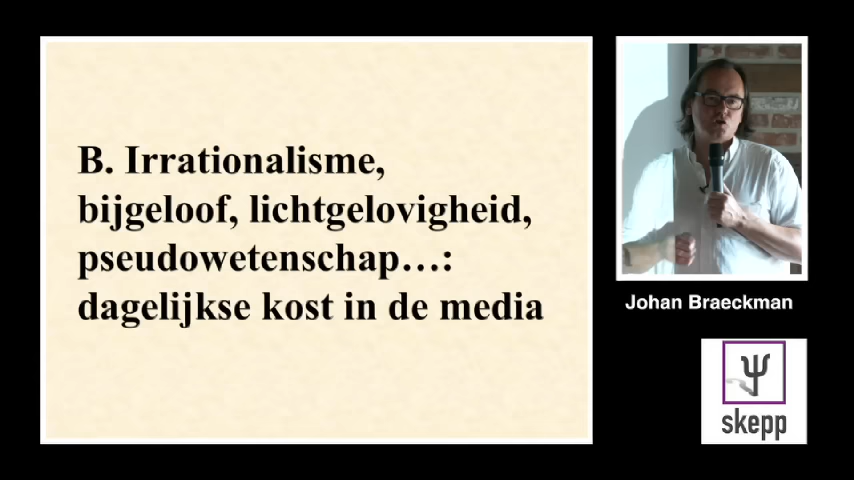 B. Irrationalisme,
bijgeloof, lichtgelovigheid,
pseudowetenschap...:
dagelijkse kost in de media
Johan Braeckman
Ψ
skepp